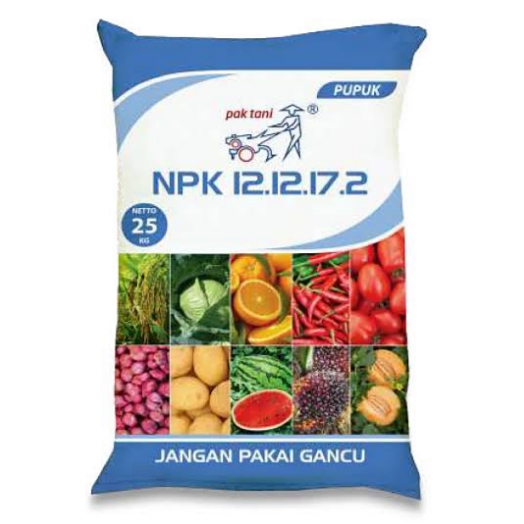 PUPUK
pak tani
®
NPK 12.12.17.2
NETTO
25
KG
JANGAN PAKAI GANCU